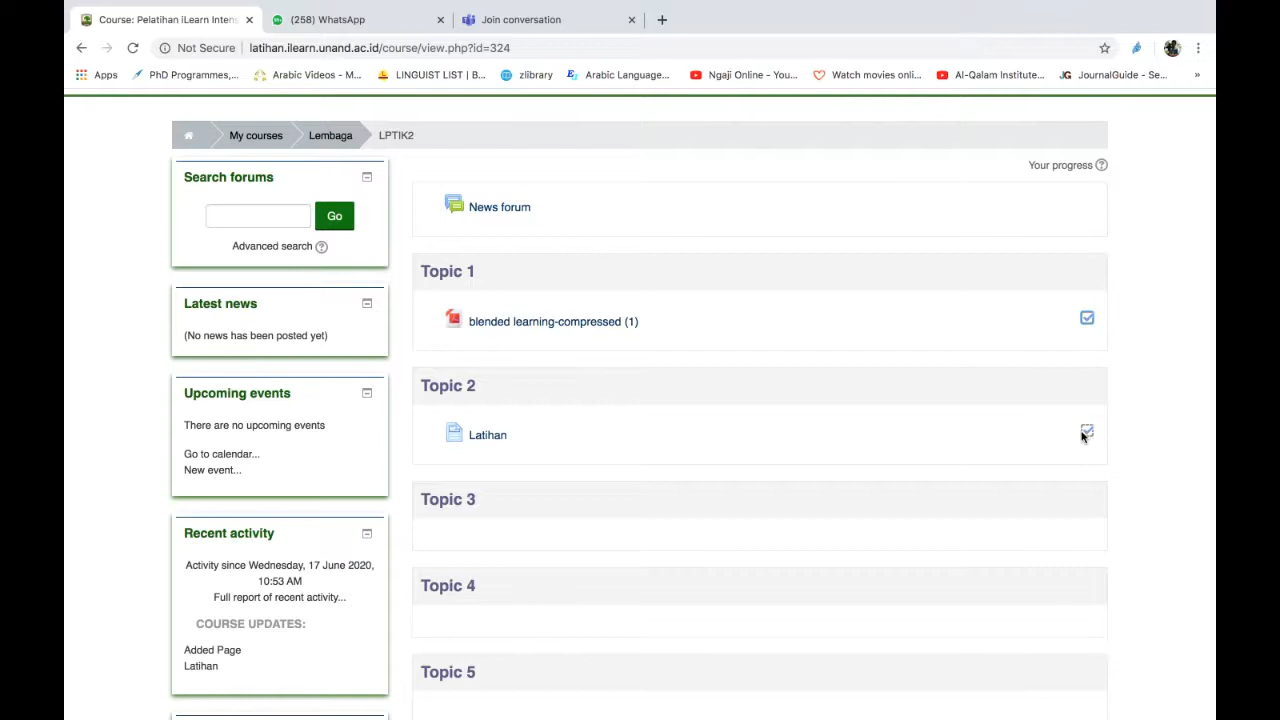 Course: Pelatihan iLearn Intens
(258) WhatsApp
Join conversation
Not Secure
latihan.ilearn.unand.ac.id/course/view.php?id=324
Apps
PhD Programmes,...
Arabic Videos - M...
LINGUIST LIST | B...
zlibrary
Arabic Language...
Ngaji Online - You...
Watch movies onli...
Al-Qalam Institute...
JournalGuide - Se...
»
My courses
Lembaga
LPTIK2
Your progress
Search forums
Go
Advanced search
Latest news
(No news has been posted yet)
Upcoming events
There are no upcoming events
Go to calendar...
New event...
Recent activity
Activity since Wednesday, 17 June 2020,
10:53 AM
Full report of recent activity...
COURSE UPDATES:
Added Page
Latihan
News forum
Topic 1
blended learning-compressed (1)
Topic 2
Latihan
Topic 3
Topic 4
Topic 5